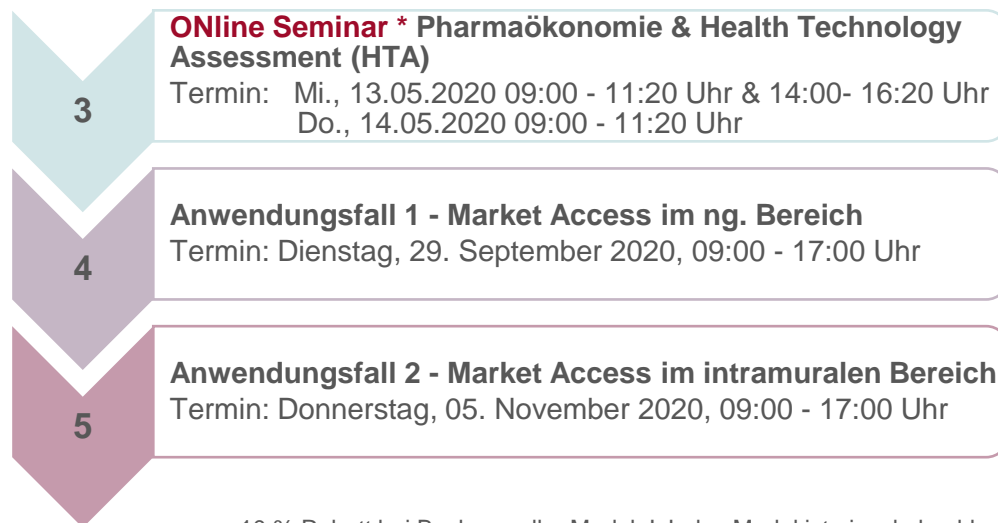 3
ONline Seminar * Pharmaökonomie & Health Technology
Assessment (HTA)
Termin: Mi., 13.05.2020 09:00 - 11:20 Uhr & 14:00- 16:20 Uhr
Do., 14.05.2020 09:00 - 11:20 Uhr
4
Anwendungsfall 1 - Market Access im ng. Bereich
Termin: Dienstag, 29. September 2020, 09:00 - 17:00 Uhr
5
Anwendungsfall 2 - Market Access im intramuralen Bereich
Termin: Donnerstag, 05. November 2020, 09:00 - 17:00 Uhr